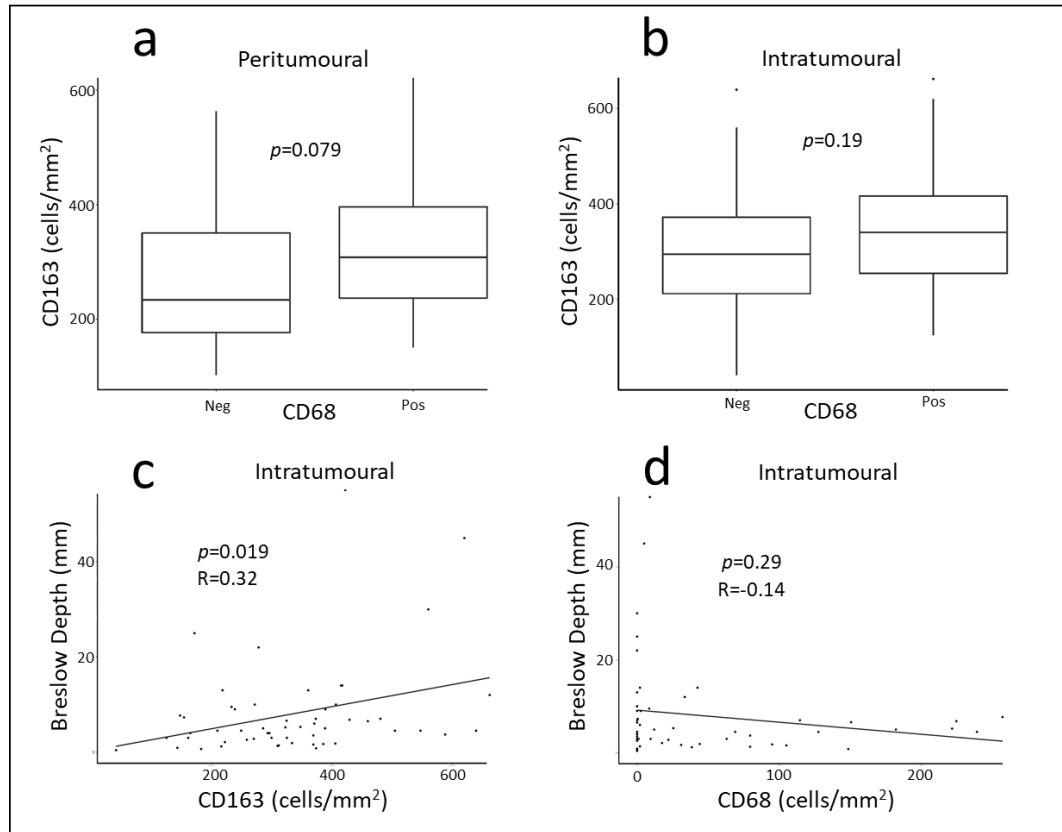 a
Peritumoural
CD163 (cells/mm²)
600
400
200
p=0.079
Neg
Pos
CD68
b
Intratumoural
CD163 (cells/mm²)
600
400
200
p=0.19
Neg
Pos
CD68
c
Intratumoural
Breslow Depth (mm)
40
20
0
p=0.019
R=0.32
200
400
600
CD163 (cells/mm²)
d
Intratumoural
Breslow Depth (mm)
40
20
0
p=0.29
R=-0.14
0
100
200
CD68 (cells/mm²)